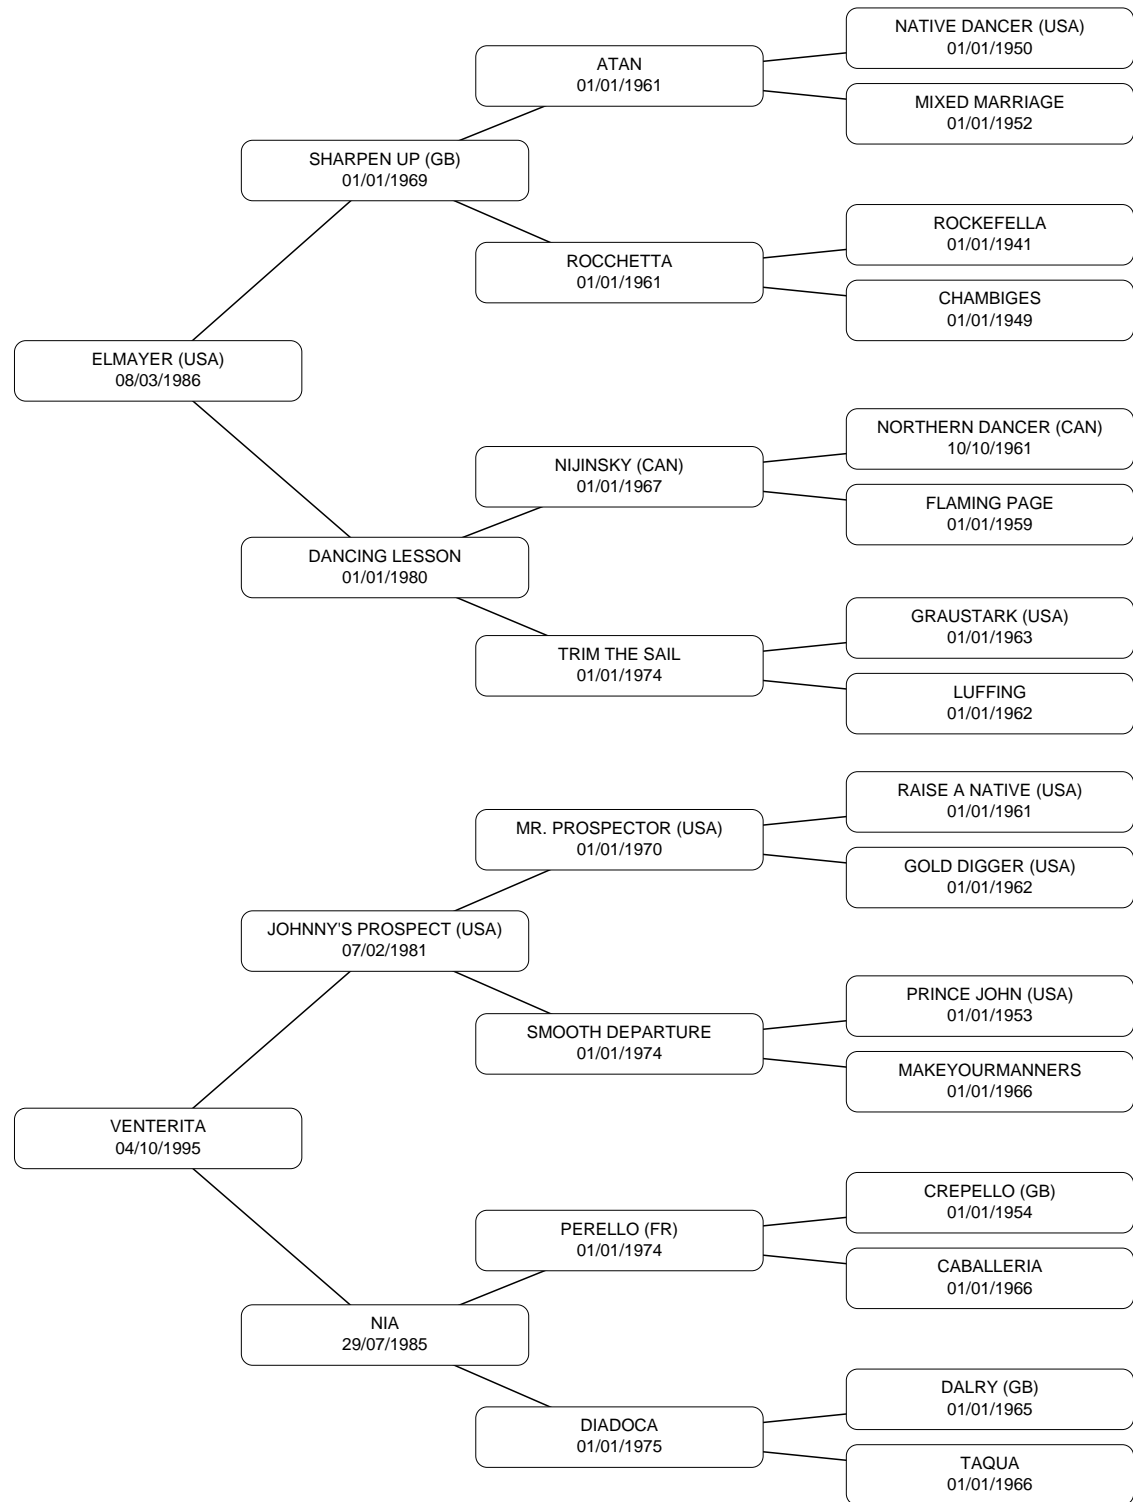 NATIVE DANCER (USA)
01/01/1950
ATAN
01/01/1961
MIXED MARRIAGE
01/01/1952
SHARPEN UP (GB)
01/01/1969
ROCKEFELLA
01/01/1941
ROCCHETTA
01/01/1961
CHAMBIGES
01/01/1949
ELMAYER (USA)
08/03/1986
NORTHERN DANCER (CAN)
10/10/1961
NIJINSKY (CAN)
01/01/1967
FLAMING PAGE
01/01/1959
DANCING LESSON
01/01/1980
GRAUSTARK (USA)
01/01/1963
TRIM THE SAIL
01/01/1974
LUFFING
01/01/1962
RAISE A NATIVE (USA)
01/01/1961
MR. PROSPECTOR (USA)
01/01/1970
GOLD DIGGER (USA)
01/01/1962
JOHNNY'S PROSPECT (USA)
07/02/1981
PRINCE JOHN (USA)
01/01/1953
SMOOTH DEPARTURE
01/01/1974
MAKEYOURMANNERS
01/01/1966
VENTERITA
04/10/1995
CREPELLO (GB)
01/01/1954
PERELLO (FR)
01/01/1974
CABALLERIA
01/01/1966
NIA
29/07/1985
DALRY (GB)
01/01/1965
DIADOCA
01/01/1975
TAQUA
01/01/1966